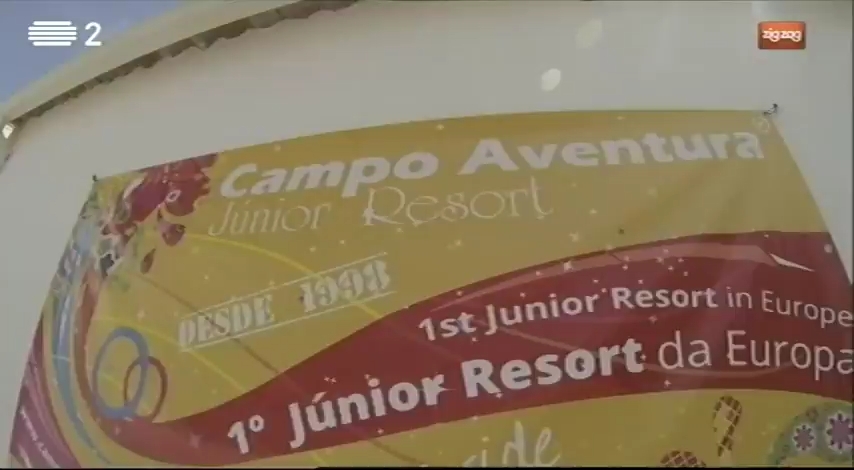 2
zig zag
Campo Aventura
Júnior Resort
DESDE 1998
1st Junior Resort in Europe
1º Júnior Resort da Europa